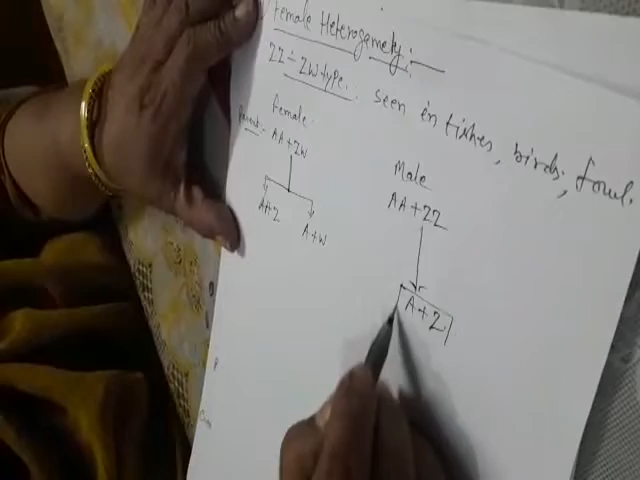 Female Heterogamety:
ZZ-ZW type: seen in fishes, birds, fowl.
Female
Parent:- AA+ZW
A+Z
A+W
Male
AA+ZZ
A+Z